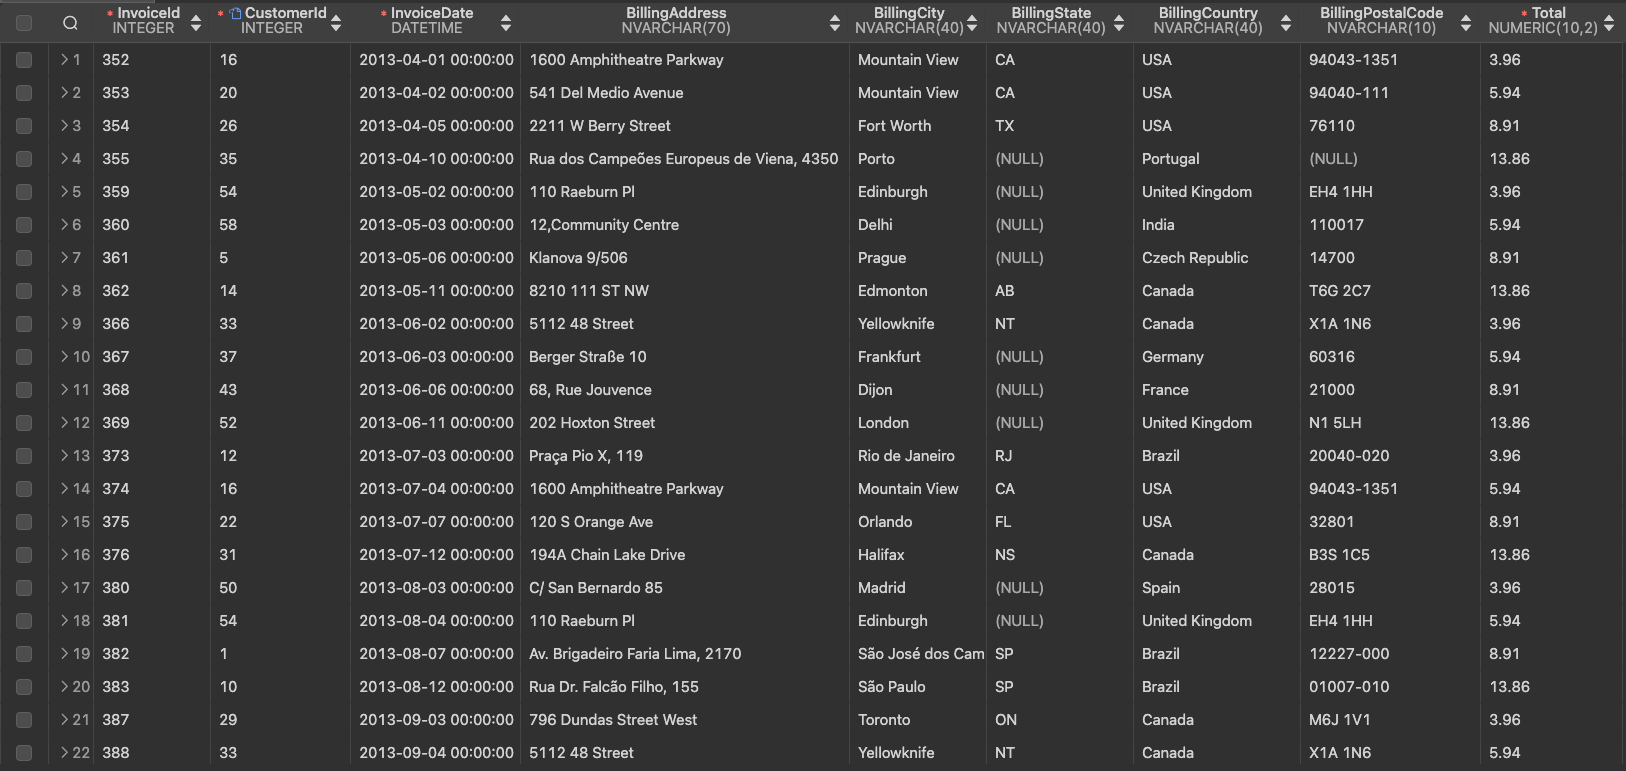 * InvoiceId * CustomerId * InvoiceDate BillingAddress BillingCity BillingState BillingCountry BillingPostalCode * Total
INTEGER INTEGER DATETIME NVARCHAR(70) NVARCHAR(40) NVARCHAR(40) NVARCHAR(40) NVARCHAR(10) NUMERIC(10,2)
1 352 16 2013-04-01 00:00:00 1600 Amphitheatre Parkway Mountain View CA USA 94043-1351 3.96
2 353 20 2013-04-02 00:00:00 541 Del Medio Avenue Mountain View CA USA 94040-111 5.94
3 354 26 2013-04-05 00:00:00 2211 W Berry Street Fort Worth TX USA 76110 8.91
4 355 35 2013-04-10 00:00:00 Rua dos Campeões Europeus de Viena, 4350 Porto (NULL) Portugal (NULL) 13.86
5 359 54 2013-05-02 00:00:00 110 Raeburn Pl Edinburgh (NULL) United Kingdom EH4 1HH 3.96
6 360 58 2013-05-03 00:00:00 12,Community Centre Delhi (NULL) India 110017 5.94
7 361 5 2013-05-06 00:00:00 Klanova 9/506 Prague (NULL) Czech Republic 14700 8.91
8 362 14 2013-05-11 00:00:00 8210 111 ST NW Edmonton AB Canada T6G 2C7 13.86
9 366 33 2013-06-02 00:00:00 5112 48 Street Yellowknife NT Canada X1A 1N6 3.96
10 367 37 2013-06-03 00:00:00 Berger Straße 10 Frankfurt (NULL) Germany 60316 5.94
11 368 43 2013-06-06 00:00:00 68, Rue Jouvence Dijon (NULL) France 21000 8.91
12 369 52 2013-06-11 00:00:00 202 Hoxton Street London (NULL) United Kingdom N1 5LH 13.86
13 373 12 2013-07-03 00:00:00 Praça Pio X, 119 Rio de Janeiro RJ Brazil 20040-020 3.96
14 374 16 2013-07-04 00:00:00 1600 Amphitheatre Parkway Mountain View CA USA 94043-1351 5.94
15 375 22 2013-07-07 00:00:00 120 S Orange Ave Orlando FL USA 32801 8.91
16 376 31 2013-07-12 00:00:00 194A Chain Lake Drive Halifax NS Canada B3S 1C5 13.86
17 380 50 2013-08-03 00:00:00 C/ San Bernardo 85 Madrid (NULL) Spain 28015 3.96
18 381 54 2013-08-04 00:00:00 110 Raeburn Pl Edinburgh (NULL) United Kingdom EH4 1HH 5.94
19 382 1 2013-08-07 00:00:00 Av. Brigadeiro Faria Lima, 2170 São José dos Cam SP Brazil 12227-000 8.91
20 383 10 2013-08-12 00:00:00 Rua Dr. Falcão Filho, 155 São Paulo SP Brazil 01007-010 13.86
21 387 29 2013-09-03 00:00:00 796 Dundas Street West Toronto ON Canada M6J 1V1 3.96
22 388 33 2013-09-04 00:00:00 5112 48 Street Yellowknife NT Canada X1A 1N6 5.94